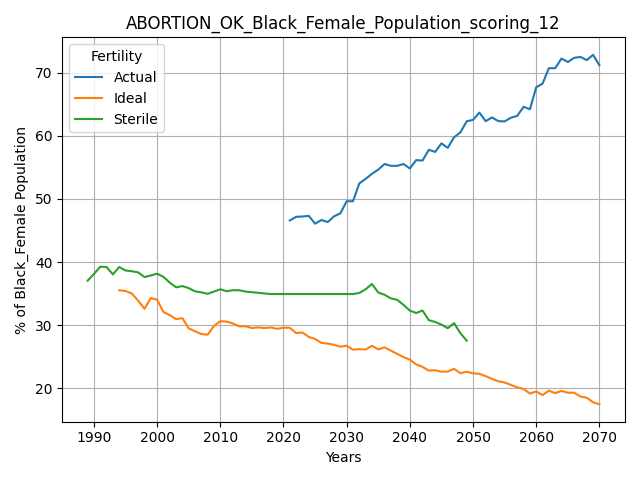 ABORTION_OK_Black_Female_Population_scoring_12
Fertility
Actual
Ideal
Sterile
% of Black_Female Population
70
60
50
40
30
20
1990 2000 2010 2020 2030 2040 2050 2060 2070
Years